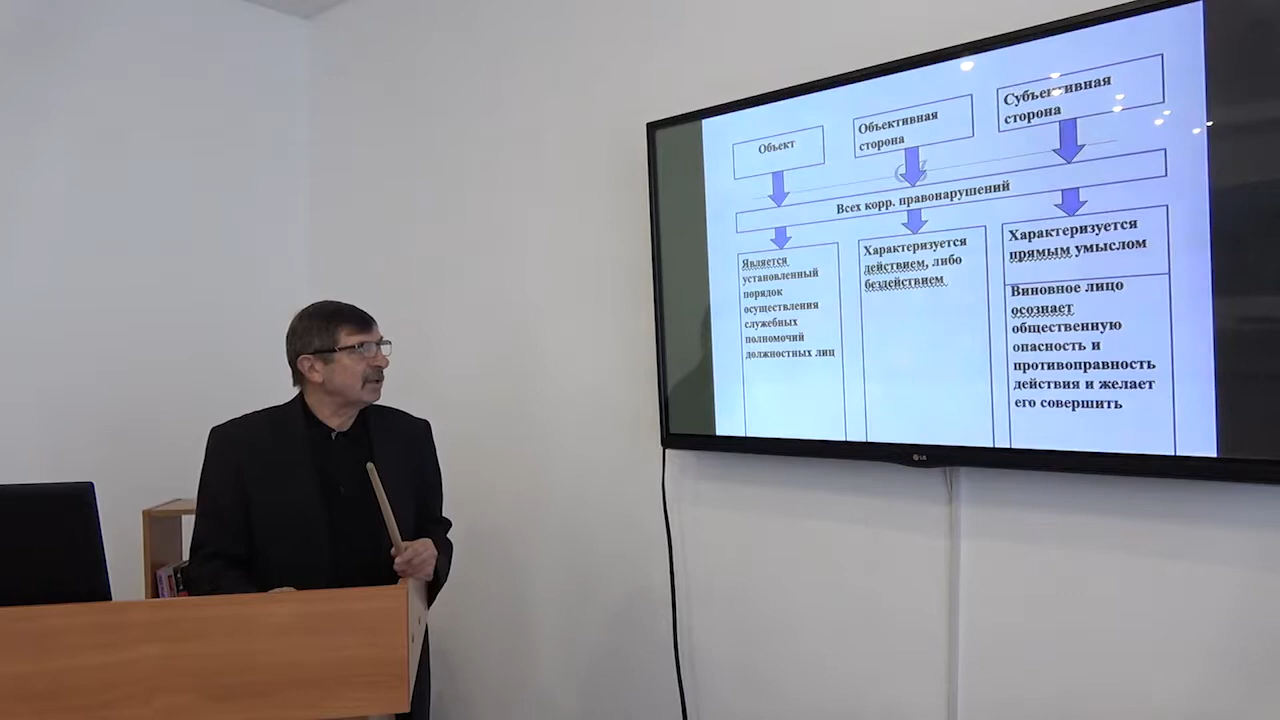 Объект
Объективная
сторона
Субъективная
сторона
Всех корр. правонарушений
Является
установленный
порядок
осуществления
служебных
полномочий
должностных лиц
Характеризуется
действием, либо
бездействием
Характеризуется
прямым умыслом
Виновное лицо
осознает
общественную
опасность и
противоправность
действия и желает
его совершить
LG